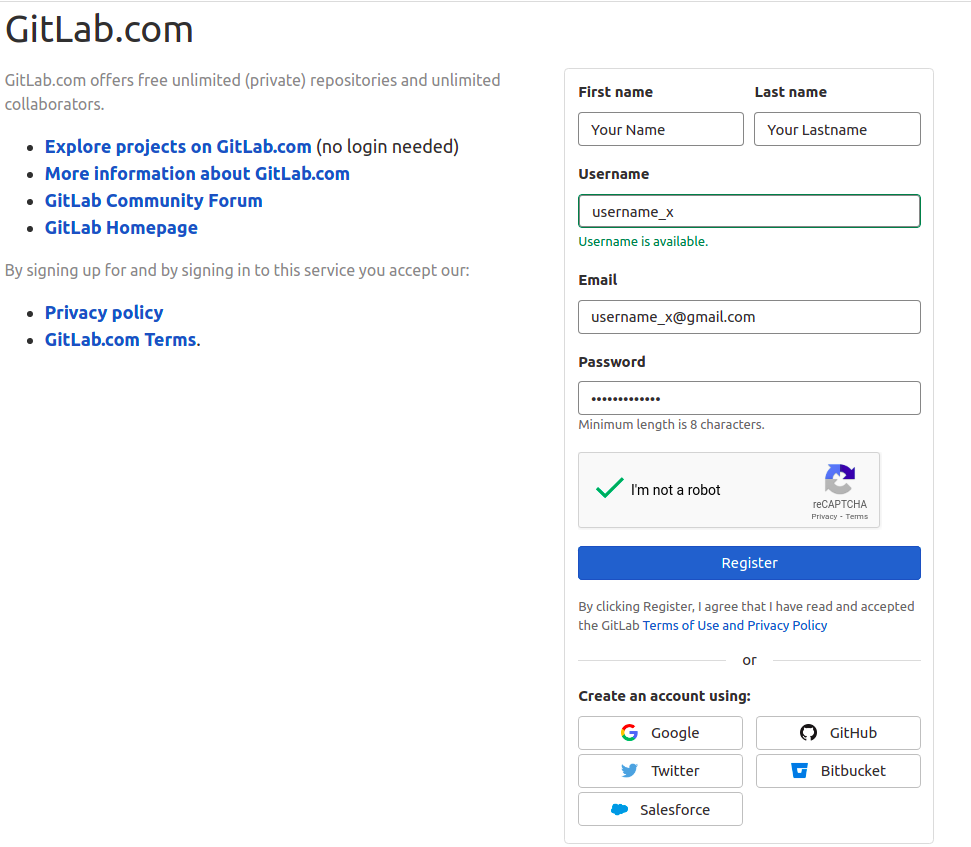 GitLab.com
GitLab.com offers free unlimited (private) repositories and unlimited
collaborators.
Explore projects on GitLab.com (no login needed)
More information about GitLab.com
GitLab Community Forum
GitLab Homepage
By signing up for and by signing in to this service you accept our:
Privacy policy
GitLab.com Terms.
First name Last name
Your Name Your Lastname
Username
username_x
Username is available.
Email
username_x@gmail.com
Password
•••••••••••••
Minimum length is 8 characters.
I'm not a robot
reCAPTCHA
Privacy - Terms
Register
By clicking Register, I agree that I have read and accepted
the GitLab Terms of Use and Privacy Policy
or
Create an account using:
Google GitHub
Twitter Bitbucket
Salesforce